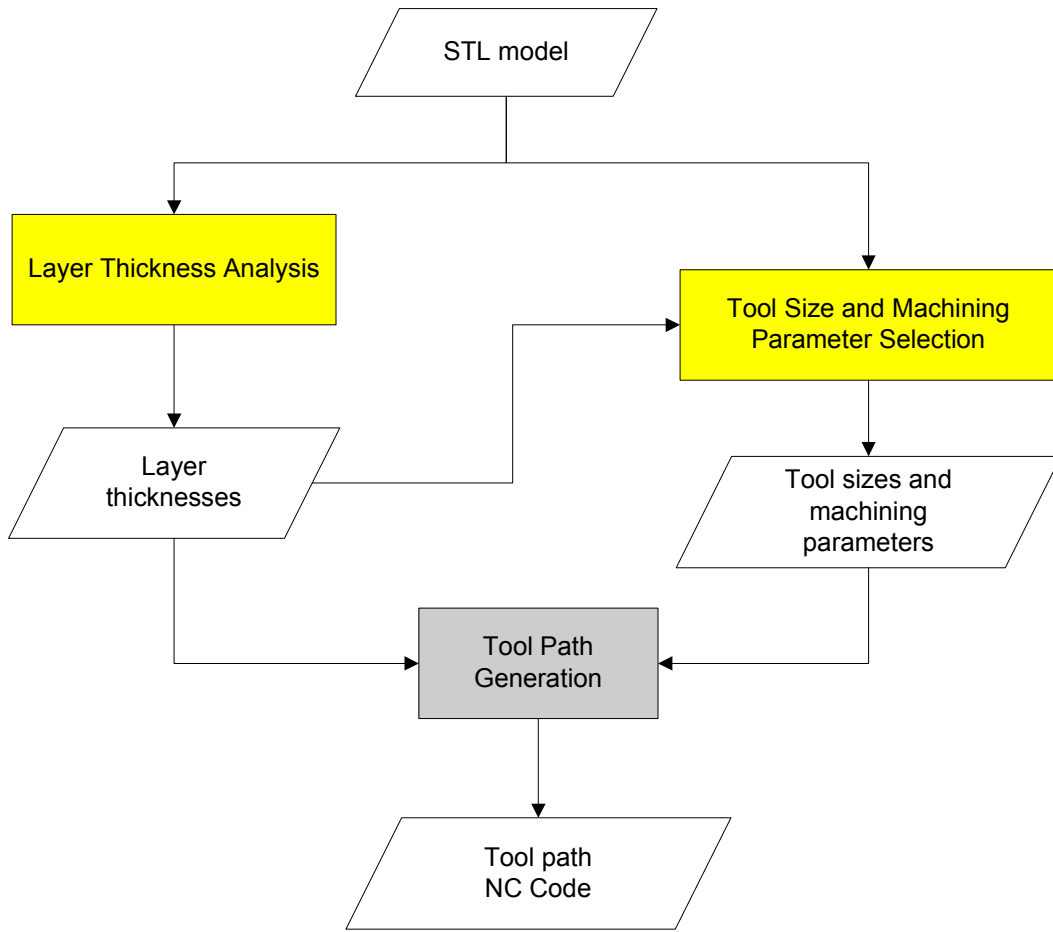 STL model
Layer Thickness Analysis
Tool Size and Machining
Parameter Selection
Layer
thicknesses
Tool sizes and
machining
parameters
Tool Path
Generation
Tool path
NC Code